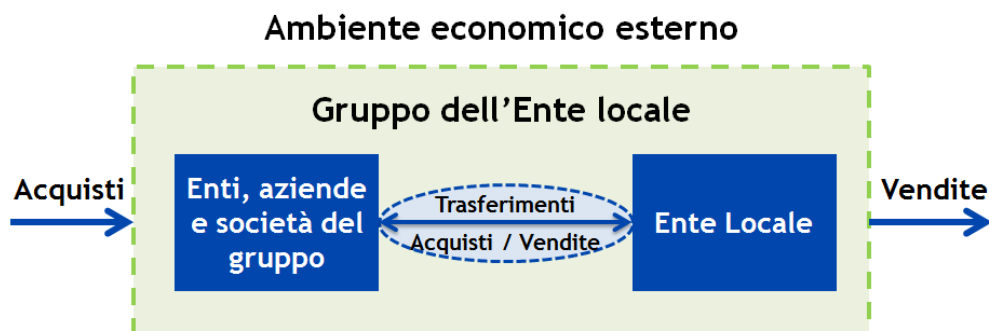 Ambiente economico esterno
Gruppo dell’Ente locale
Acquisti
Enti, aziende
e società del
gruppo
Trasferimenti
Acquisti / Vendite
Ente Locale
Vendite